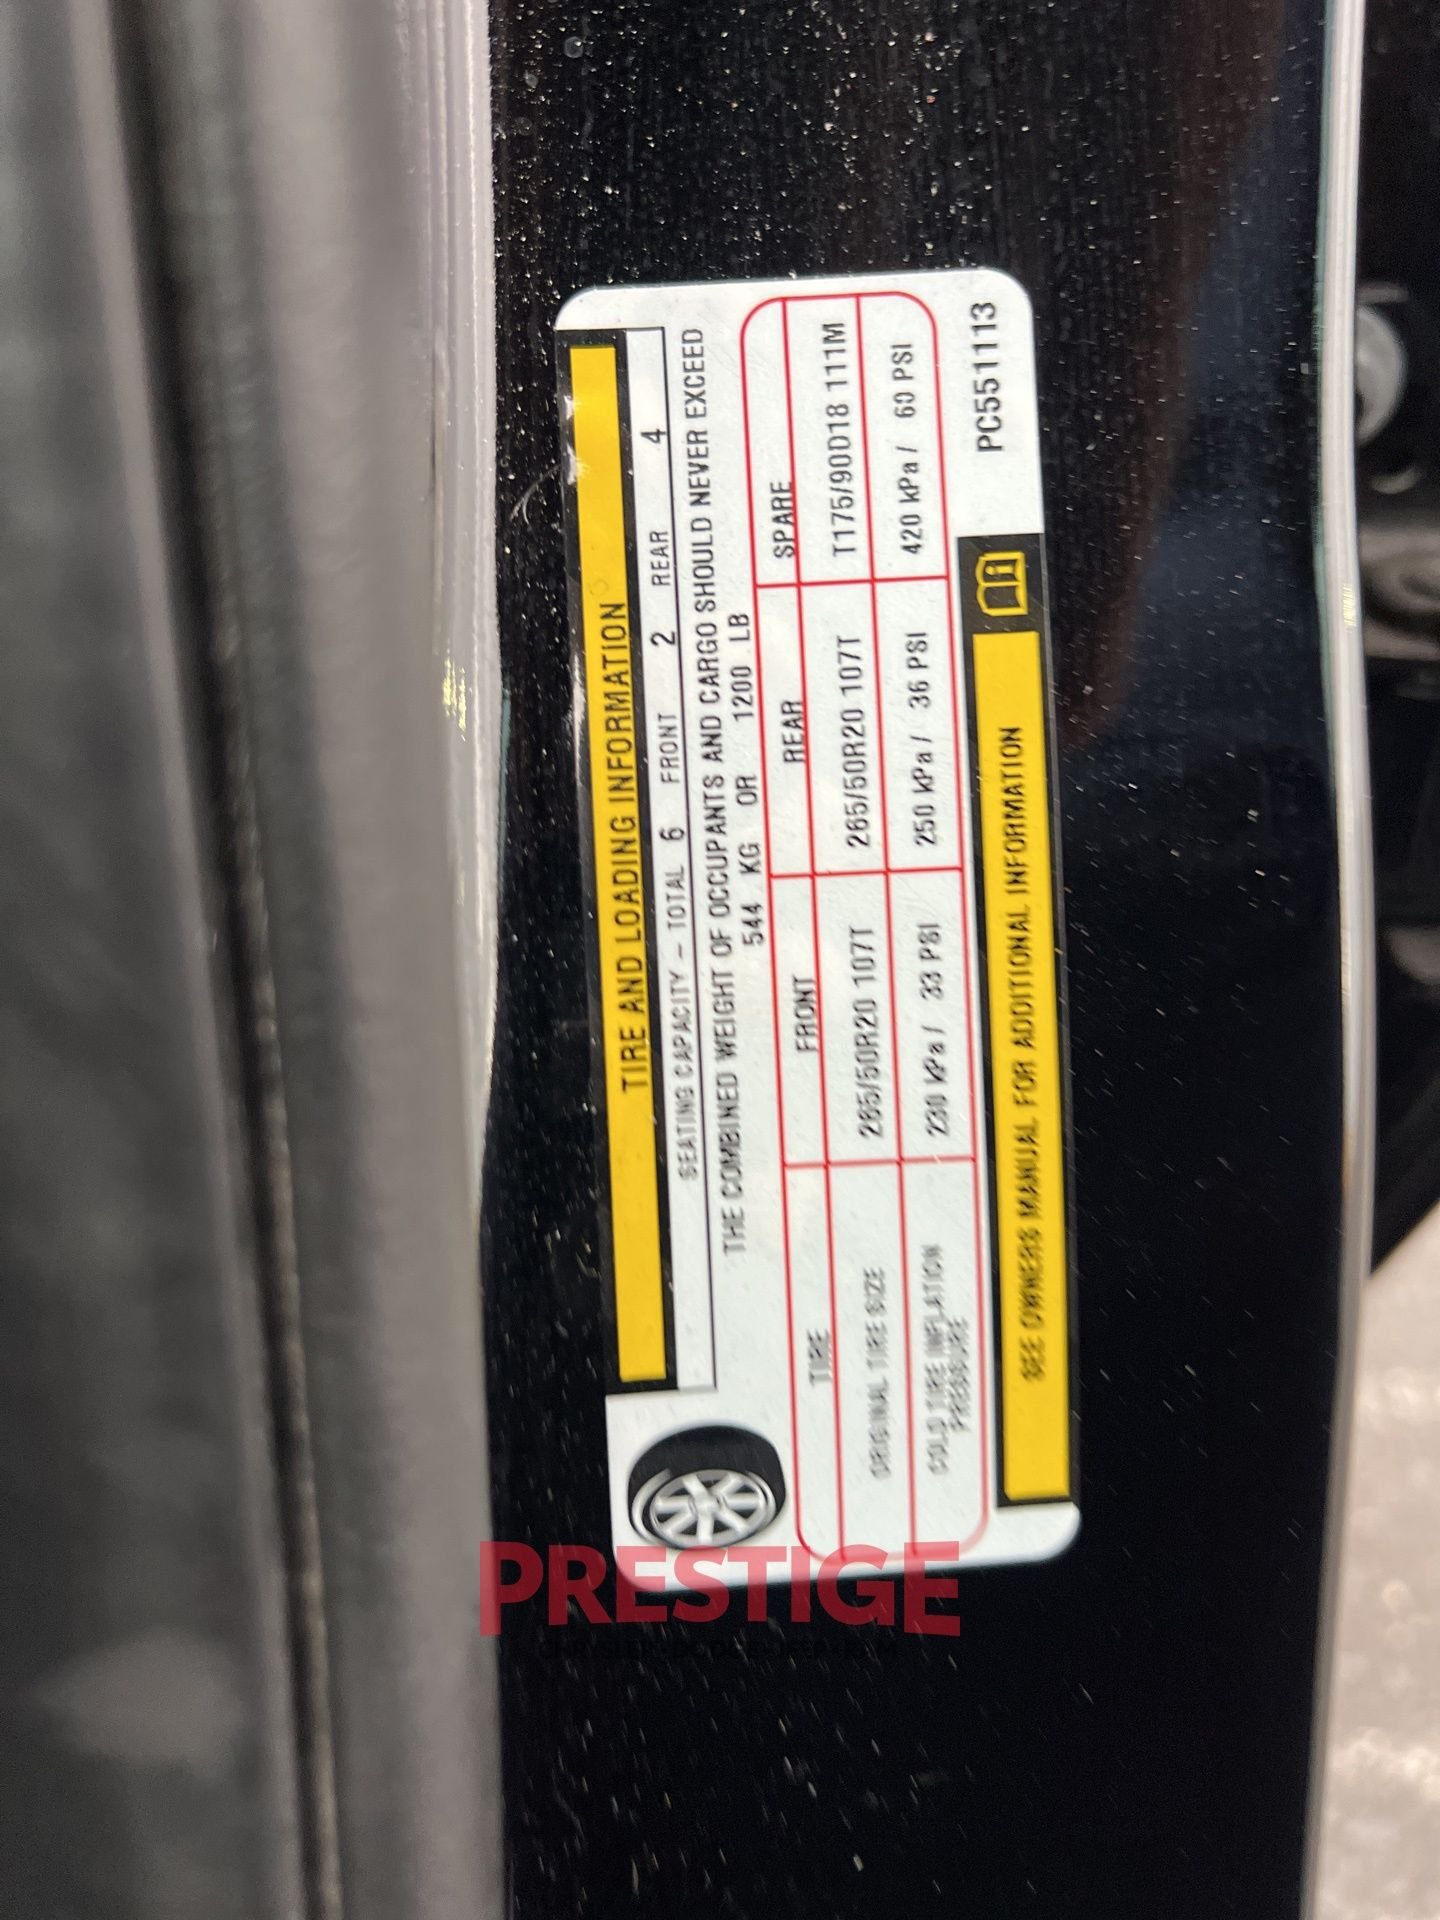 TIRE AND LOADING INFORMATION
SEATING CAPACITY – TOTAL 6 FRONT 2 REAR 4
THE COMBINED WEIGHT OF OCCUPANTS AND CARGO SHOULD NEVER EXCEED
544 KG OR 1200 LB
TIRE FRONT REAR SPARE
ORIGINAL TIRE SIZE 265/50R20 107T 265/50R20 107T T175/90D18 111M
COLD TIRE INFLATION PRESSURE 230 kPa / 33 PSI 250 kPa / 36 PSI 420 kPa / 60 PSI
SEE OWNERS MANUAL FOR ADDITIONAL INFORMATION
PC551113
PRESTIGE